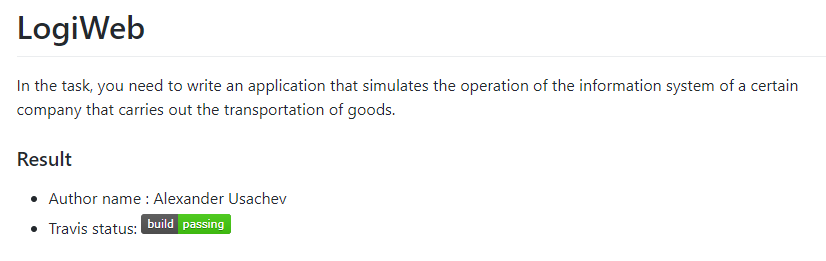 LogiWeb
In the task, you need to write an application that simulates the operation of the information system of a certain
company that carries out the transportation of goods.
Result
Author name : Alexander Usachev
Travis status: build passing